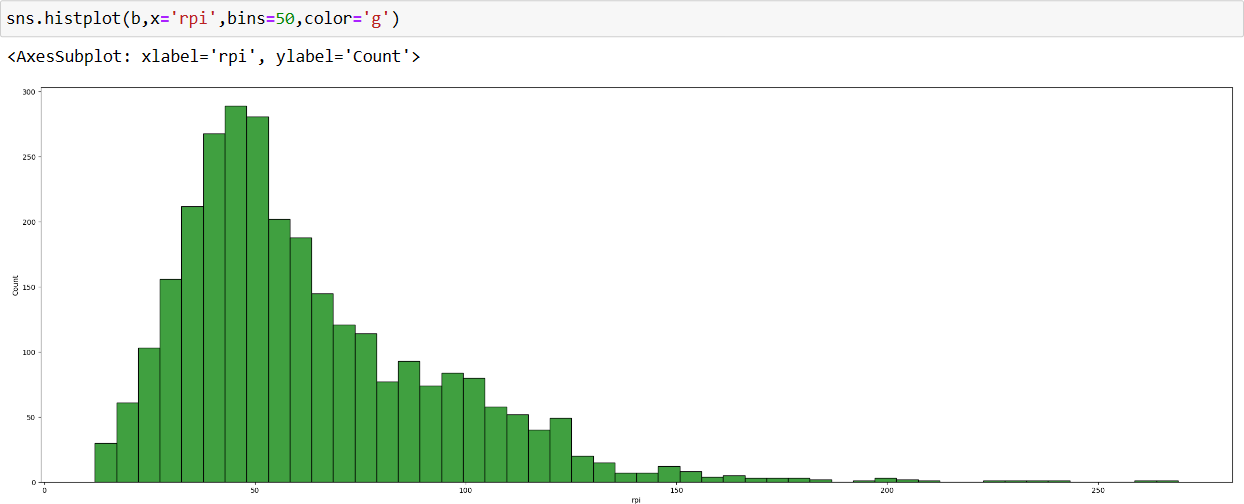 sns.histplot(b,x='rpi',bins=50,color='g')
<AxesSubplot: xlabel='rpi', ylabel='Count'>
300
250
200
150
100
50
0
Count
0 50 100 150 200 250
rpi